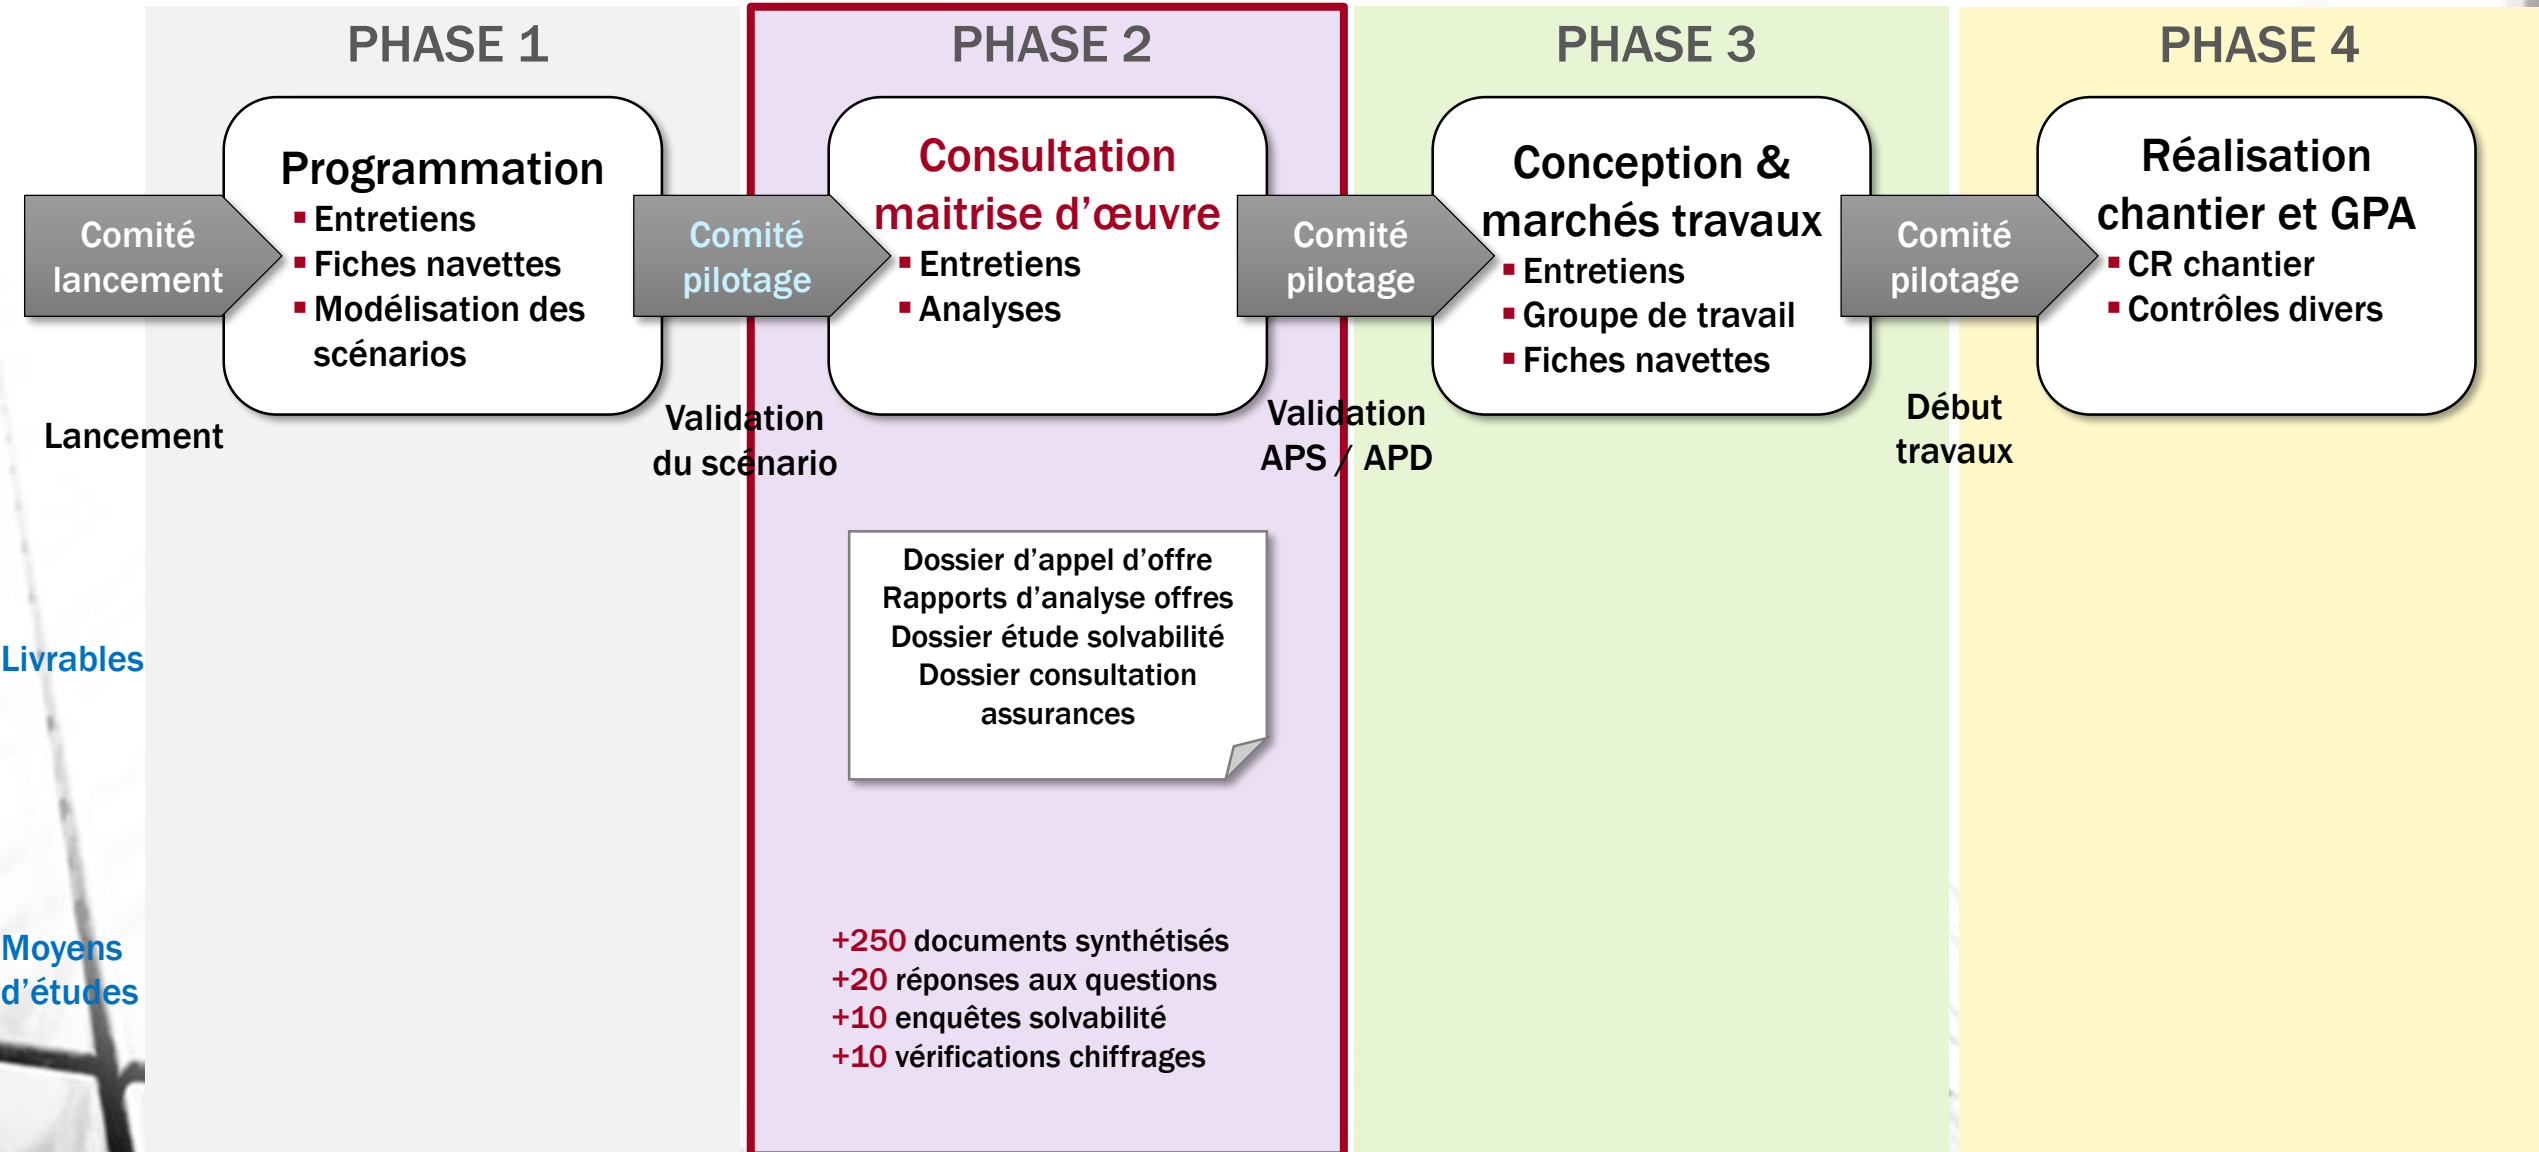 PHASE 1
PHASE 2
PHASE 3
PHASE 4
Comité
lancement
Lancement
Programmation
▪ Entretiens
▪ Fiches navettes
▪ Modélisation des
scénarios
Comité
pilotage
Validation
du scénario
Consultation
maitrise d’œuvre
▪ Entretiens
▪ Analyses
Comité
pilotage
Validation
APS / APD
Conception &
marchés travaux
▪ Entretiens
▪ Groupe de travail
▪ Fiches navettes
Comité
pilotage
Début
travaux
Réalisation
chantier et GPA
▪ CR chantier
▪ Contrôles divers
Livrables
Dossier d’appel d’offre
Rapports d’analyse offres
Dossier étude solvabilité
Dossier consultation
assurances
Moyens
d’études
+250 documents synthétisés
+20 réponses aux questions
+10 enquêtes solvabilité
+10 vérifications chiffrages